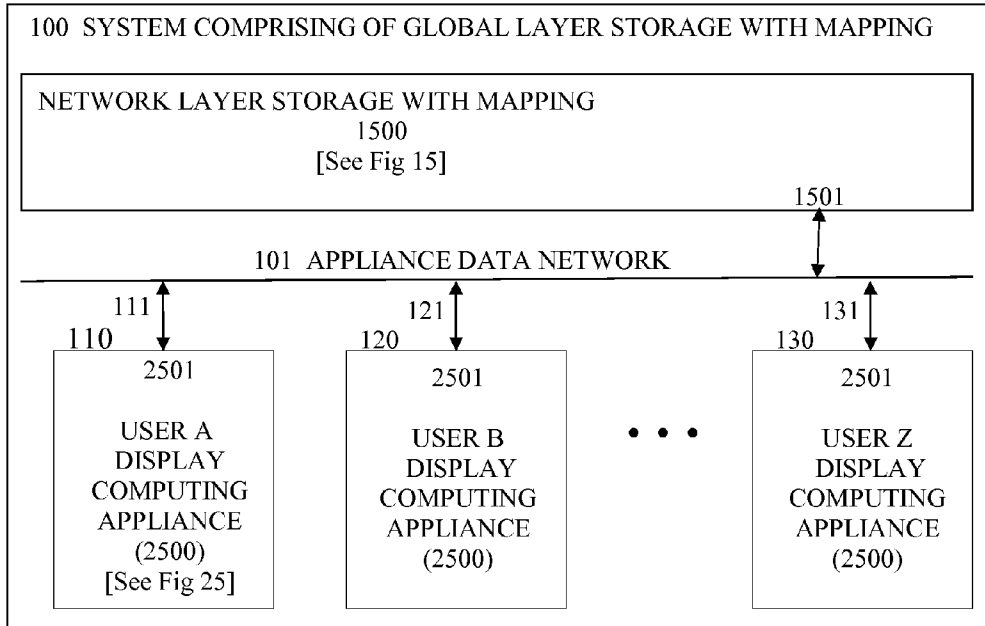 100 SYSTEM COMPRISING OF GLOBAL LAYER STORAGE WITH MAPPING
NETWORK LAYER STORAGE WITH MAPPING
1500
[See Fig 15]
1501
101 APPLIANCE DATA NETWORK
111
121
131
110
120
130
2501
USER A
DISPLAY
COMPUTING
APPLIANCE
(2500)
[See Fig 25]
2501
USER B
DISPLAY
COMPUTING
APPLIANCE
(2500)
2501
USER Z
DISPLAY
COMPUTING
APPLIANCE
(2500)